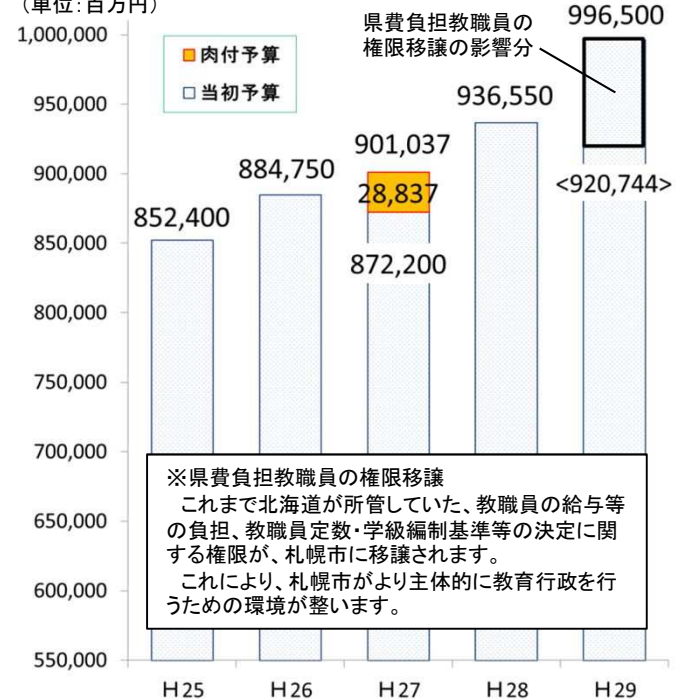 （単位：百万円）
県費負担教職員の
権限移譲の影響分
996,500
1,000,000
肉付予算
当初予算
950,000
936,550
901,037
900,000
884,750
28,837
<920,744>
852,400
850,000
872,200
800,000
750,000
700,000
※県費負担教職員の権限移譲
これまで北海道が所管していた、教職員の給与等
の負担、教職員定数・学級編制基準等の決定に関
する権限が、札幌市に移譲されます。
これにより、札幌市がより主体的に教育行政を行
うための環境が整います。
650,000
600,000
550,000
H25 H26 H27 H28 H29